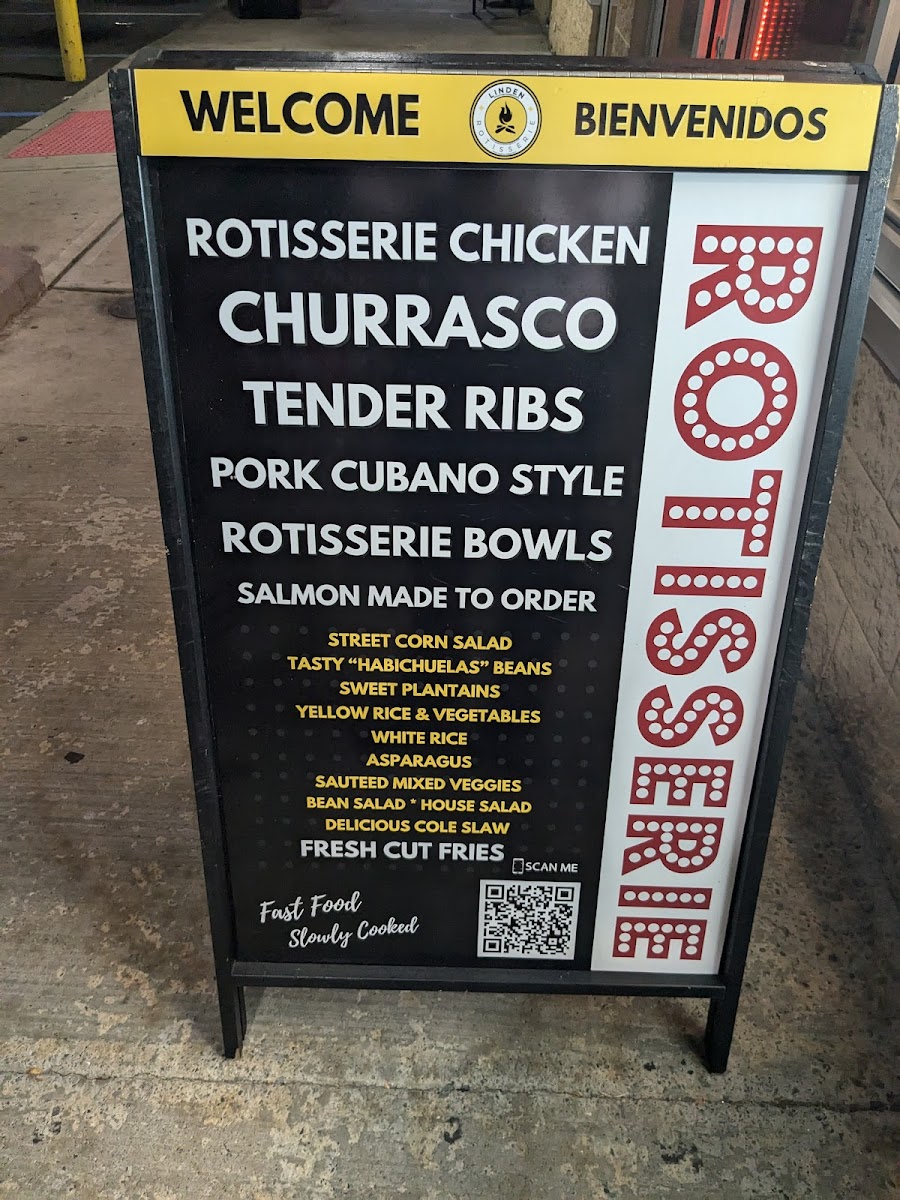 WELCOME
LINDEN
ROTISSERIE
BIENVENIDOS
ROTISSERIE CHICKEN
CHURRASCO
TENDER RIBS
PORK CUBANO STYLE
ROTISSERIE BOWLS
SALMON MADE TO ORDER
STREET CORN SALAD
TASTY “HABICHUELAS” BEANS
SWEET PLANTAINS
YELLOW RICE & VEGETABLES
WHITE RICE
ASPARAGUS
SAUTEED MIXED VEGGIES
BEAN SALAD * HOUSE SALAD
DELICIOUS COLE SLAW
FRESH CUT FRIES
SCAN ME
Fast Food
Slowly Cooked
ROTISSERIE